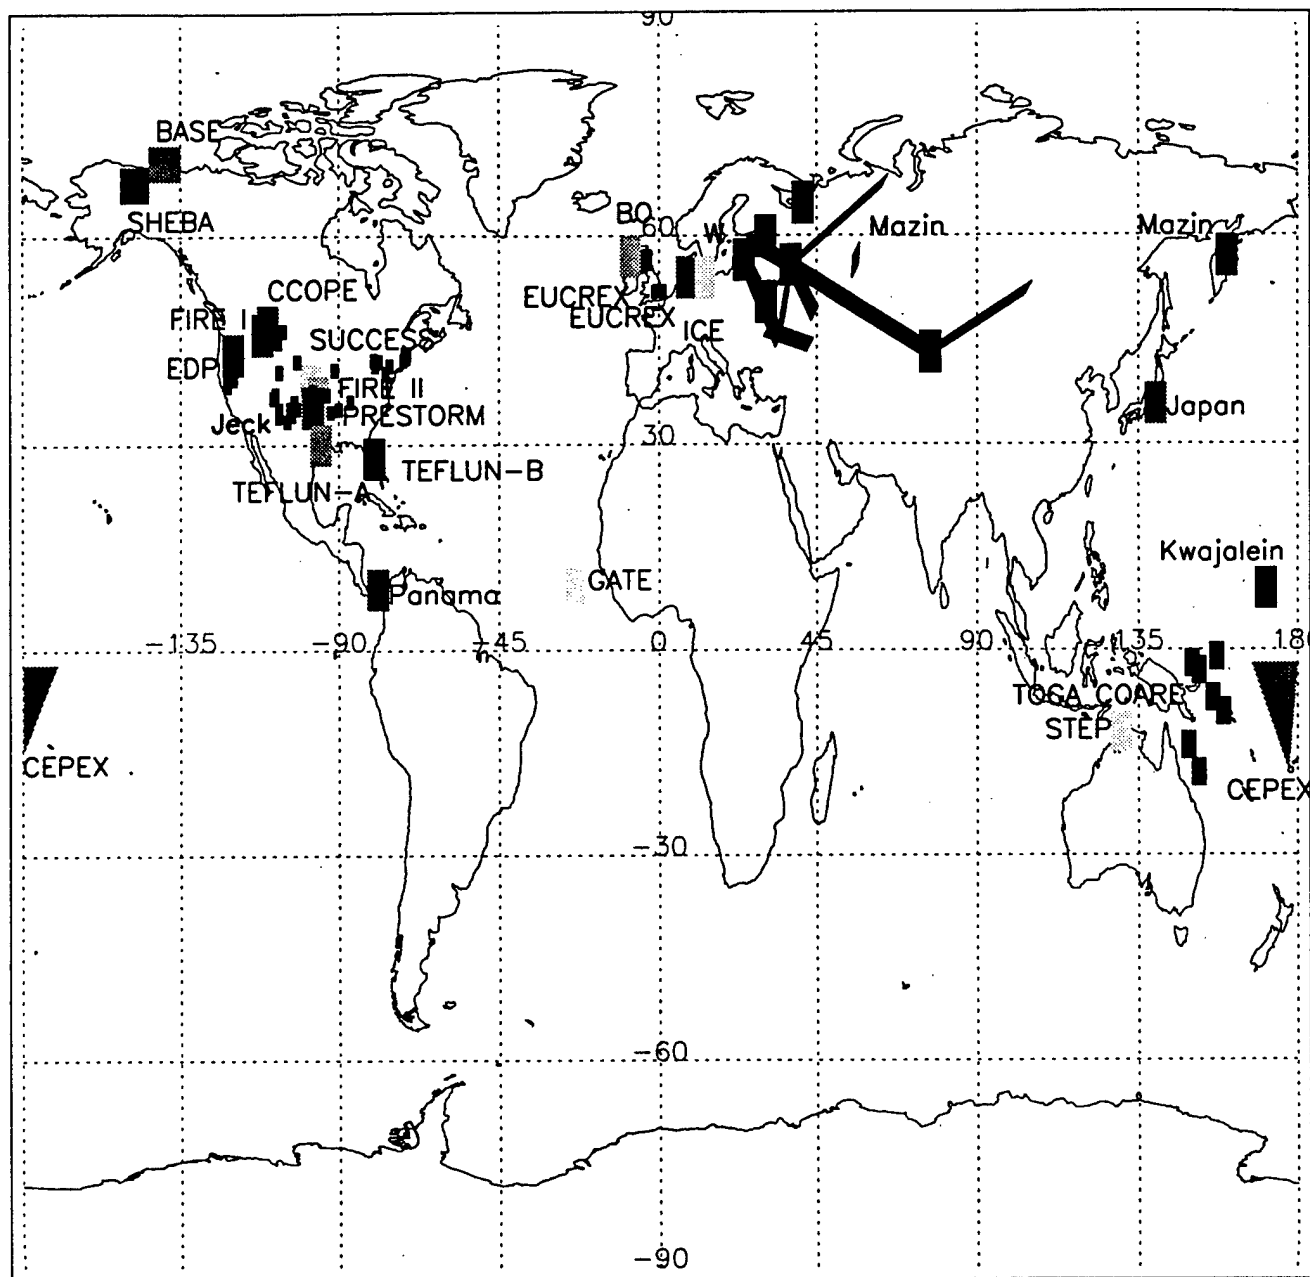 90
BASE
SHEBA
BO
60
W
Mazin
Mazin
CCOPE
EUCREX
FIRE I
EUCREX
SUCCESS
ICE
EDP
FIRE II
Jeck
PRESTORM
Japan
30
TEFLUN-B
TEFLUN-A
Kwajalein
GATE
Panama
-135
-90
-45
0
45
90
135
180
TOGA COARE
STEP
CEPEX
CEPEX
-30
-60
-90